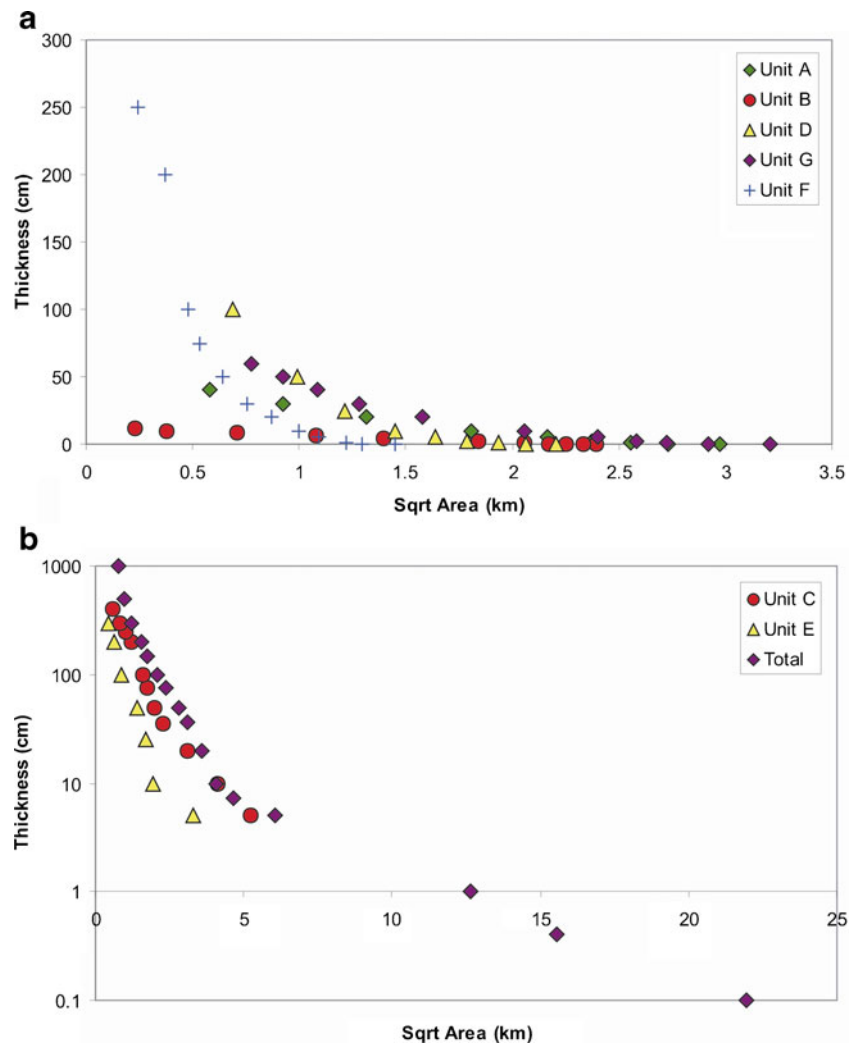 a
300
250
200
150
100
50
0
Thickness (cm)
0 0.5 1 1.5 2 2.5 3 3.5
Sqrt Area (km)
Unit A
Unit B
Unit D
Unit G
Unit F
b
1000
100
10
1
0.1
Thickness (cm)
0 5 10 15 20 25
Sqrt Area (km)
Unit C
Unit E
Total